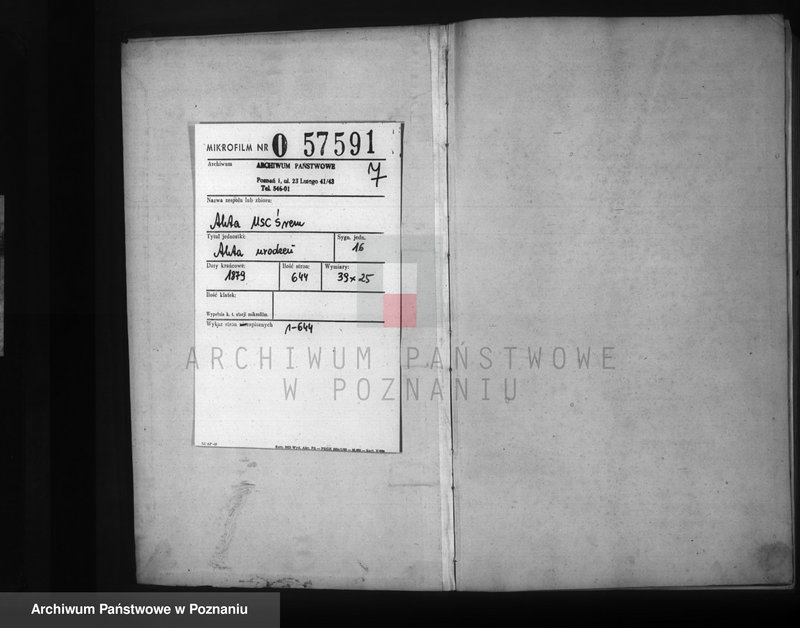 MIKROFILM NR O 57591
Archiwum ARCHIWUM PAŃSTWOWE
Poznań 1, ul. 23 Lutego 41/43
Tel. 546-01
7
Nazwa zespołu lub zbioru:
Akta USC Śrem
Tytuł jednostki: Sygn. jedn.
Akta urodzeń 16
Daty krańcowe: Ilość stron: Wymiary:
1879 644 39 x 25
Ilość klatek:
Wypełnia k. t. stacji mikrofilm.
Wykaz stron zapisanych 1-644
ARCHIWUM PAŃSTWOWE
W POZNANIU
Archiwum Państwowe w Poznaniu